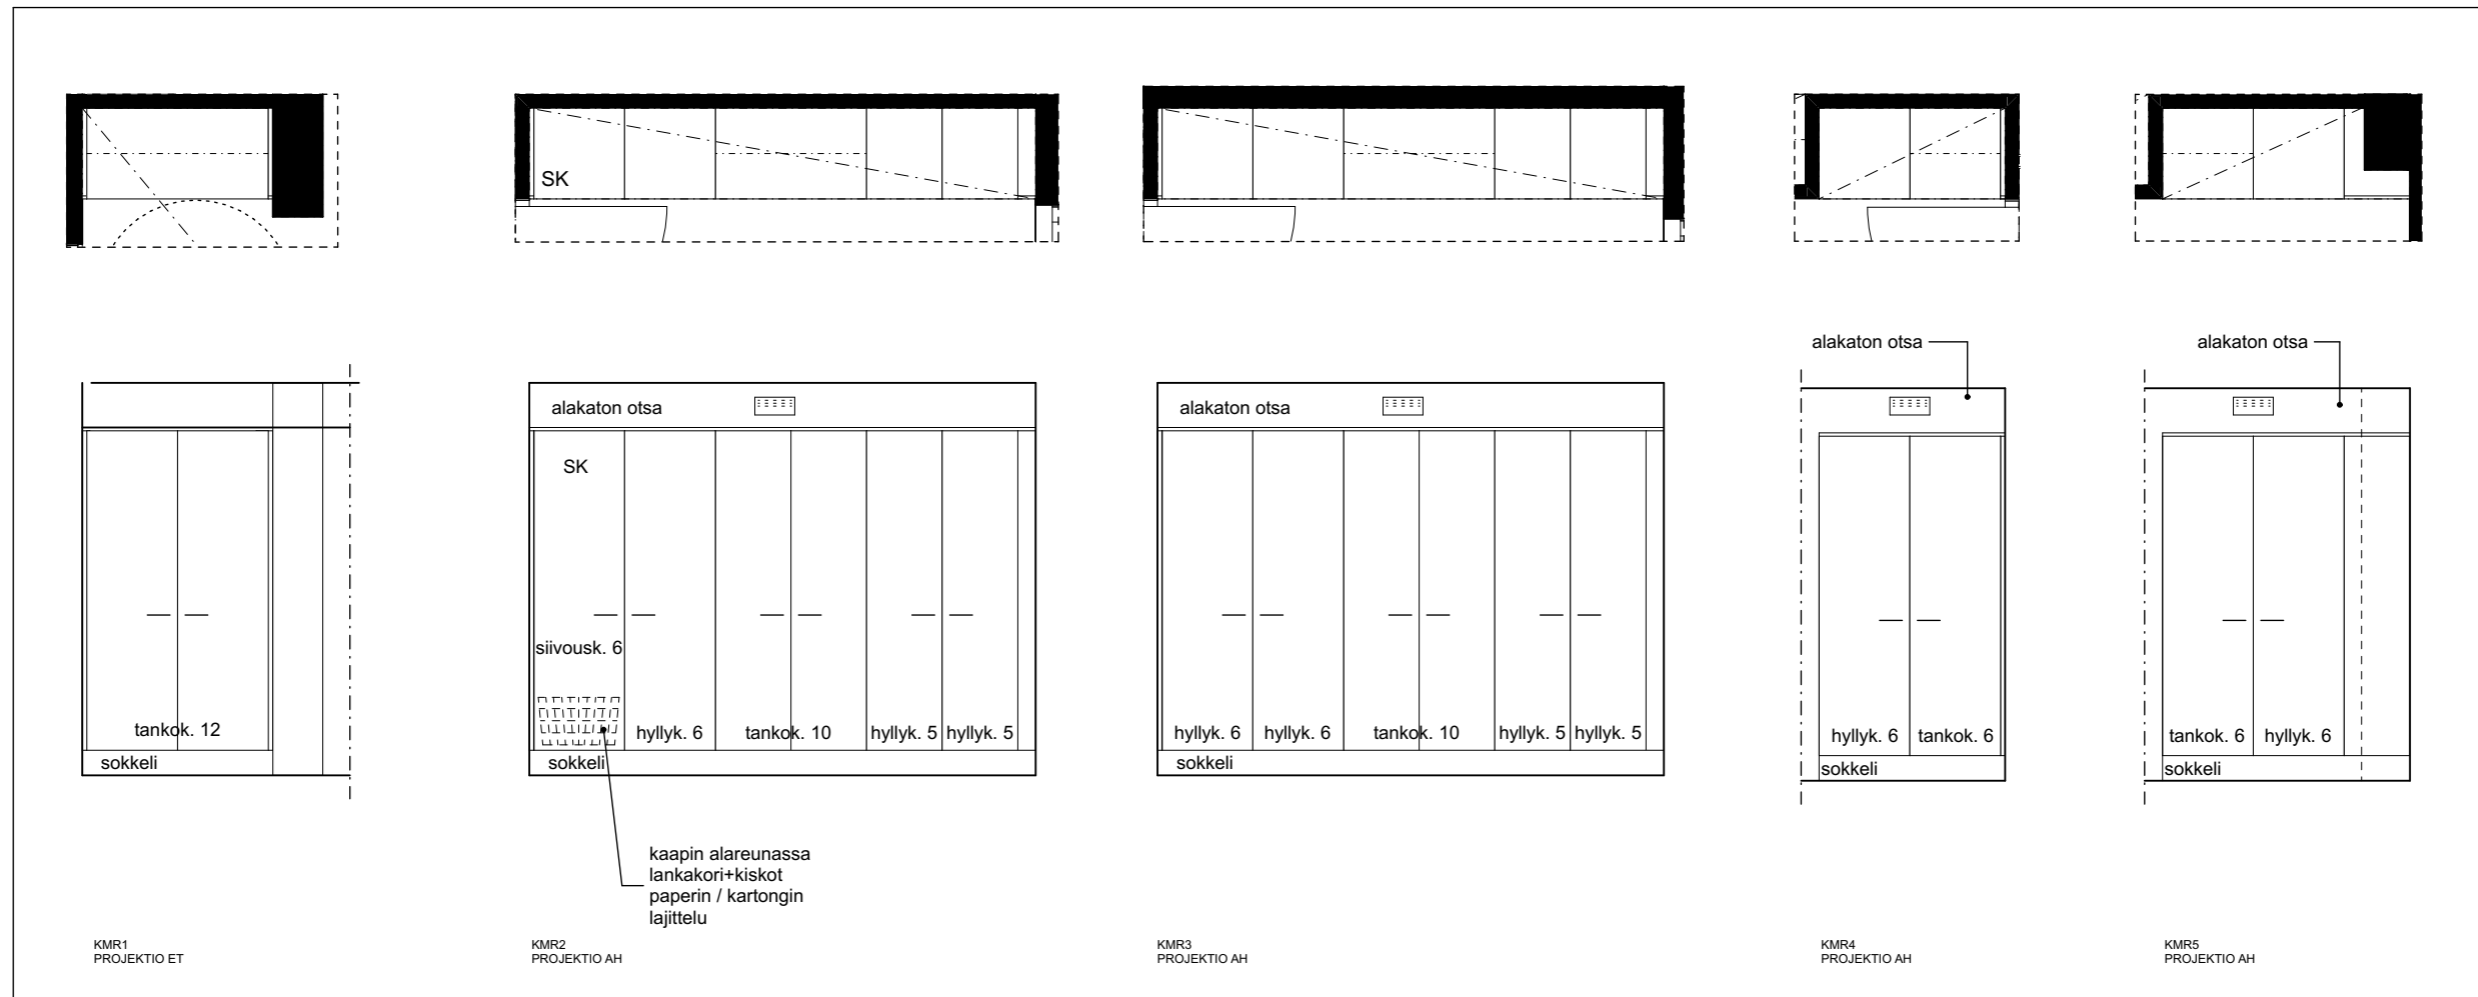 SK
alakaton otsa
alakaton otsa
alakaton otsa
alakaton otsa
SK
siivousk. 6
tankok. 12
hyllyk. 6
tankok. 10
hyllyk. 5
hyllyk. 5
hyllyk. 6
hyllyk. 6
tankok. 10
hyllyk. 5
hyllyk. 5
hyllyk. 6
tankok. 6
tankok. 6
hyllyk. 6
sokkeli
sokkeli
sokkeli
sokkeli
sokkeli
kaapin alareunassa
lankakori+kiskot
paperin / kartongin
lajittelu
KMR1
PROJEKTIO ET
KMR2
PROJEKTIO AH
KMR3
PROJEKTIO AH
KMR4
PROJEKTIO AH
KMR5
PROJEKTIO AH